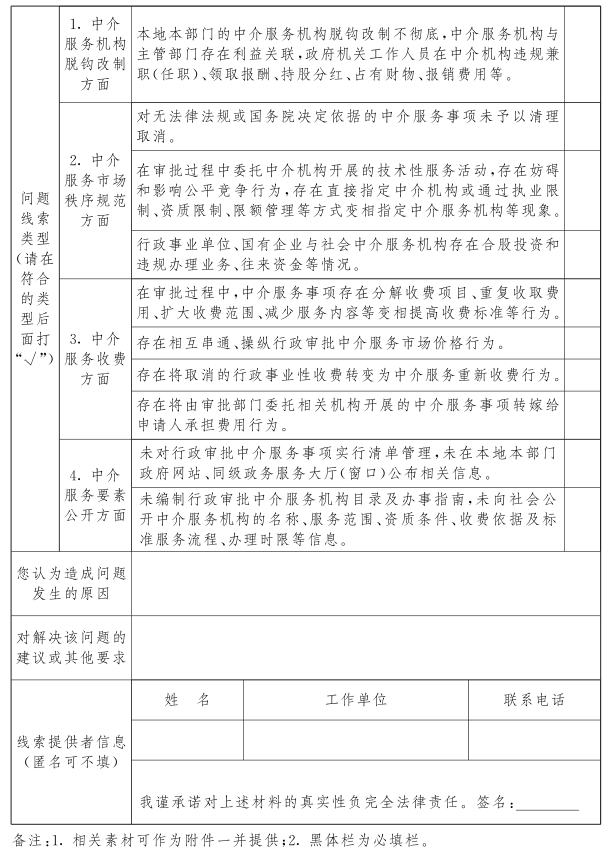 问题
线索
类型
(请在
符合
的类
型后
面打
“√”)
1. 中介
服务机构
脱钩改制
方面
本地本部门的中介服务机构脱钩改制不彻底,中介服务机构与
主管部门存在利益关联,政府机关工作人员在中介机构违规兼
职(任职)、领取报酬、持股分红、占有财物、报销费用等。
2. 中介
服务市场
秩序规范
方面
对无法律法规或国务院决定依据的中介服务事项未予以清理
取消。
在审批过程中委托中介机构开展的技术性服务活动,存在妨碍
和影响公平竞争行为,存在直接指定中介机构或通过执业限
制、资质限制、限额管理等方式变相指定中介服务机构等现象。
行政事业单位、国有企业与社会中介服务机构存在合股投资和
违规办理业务、往来资金等情况。
3. 中介
服务收费
方面
在审批过程中,中介服务事项存在分解收费项目、重复收取费
用、扩大收费范围、减少服务内容等变相提高收费标准等行为。
存在相互串通、操纵行政审批中介服务市场价格行为。
存在将取消的行政事业性收费转变为中介服务重新收费行为。
存在将由审批部门委托相关机构开展的中介服务事项转嫁给
申请人承担费用行为。
4. 中介
服务要素
公开方面
未对行政审批中介服务事项实行清单管理,未在本地本部门
政府网站、同级政务服务大厅(窗口)公布相关信息。
未编制行政审批中介服务机构目录及办事指南,未向社会公
开中介服务机构的名称、服务范围、资质条件、收费依据及标
准服务流程、办理时限等信息。
您认为造成问题
发生的原因
对解决该问题的
建议或其他要求
线索提供者信息
(匿名可不填)
姓 名
工作单位
联系电话
我谨承诺对上述材料的真实性负完全法律责任。签名:________
备注:1. 相关素材可作为附件一并提供;2. 黑体栏为必填栏。